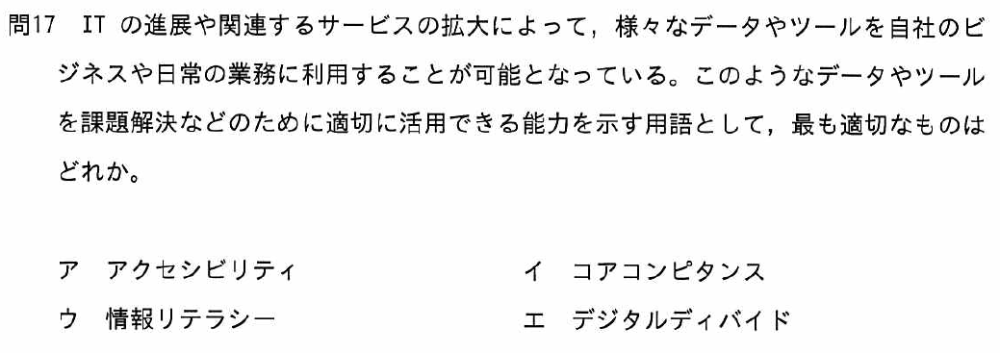 問17 IT の進展や関連するサービスの拡大によって，様々なデータやツールを自社のビ
ジネスや日常の業務に利用することが可能となっている。このようなデータやツール
を課題解決などのために適切に活用できる能力を示す用語として，最も適切なものは
どれか。
ア アクセシビリティ イ コアコンピタンス
ウ 情報リテラシー エ デジタルディバイド